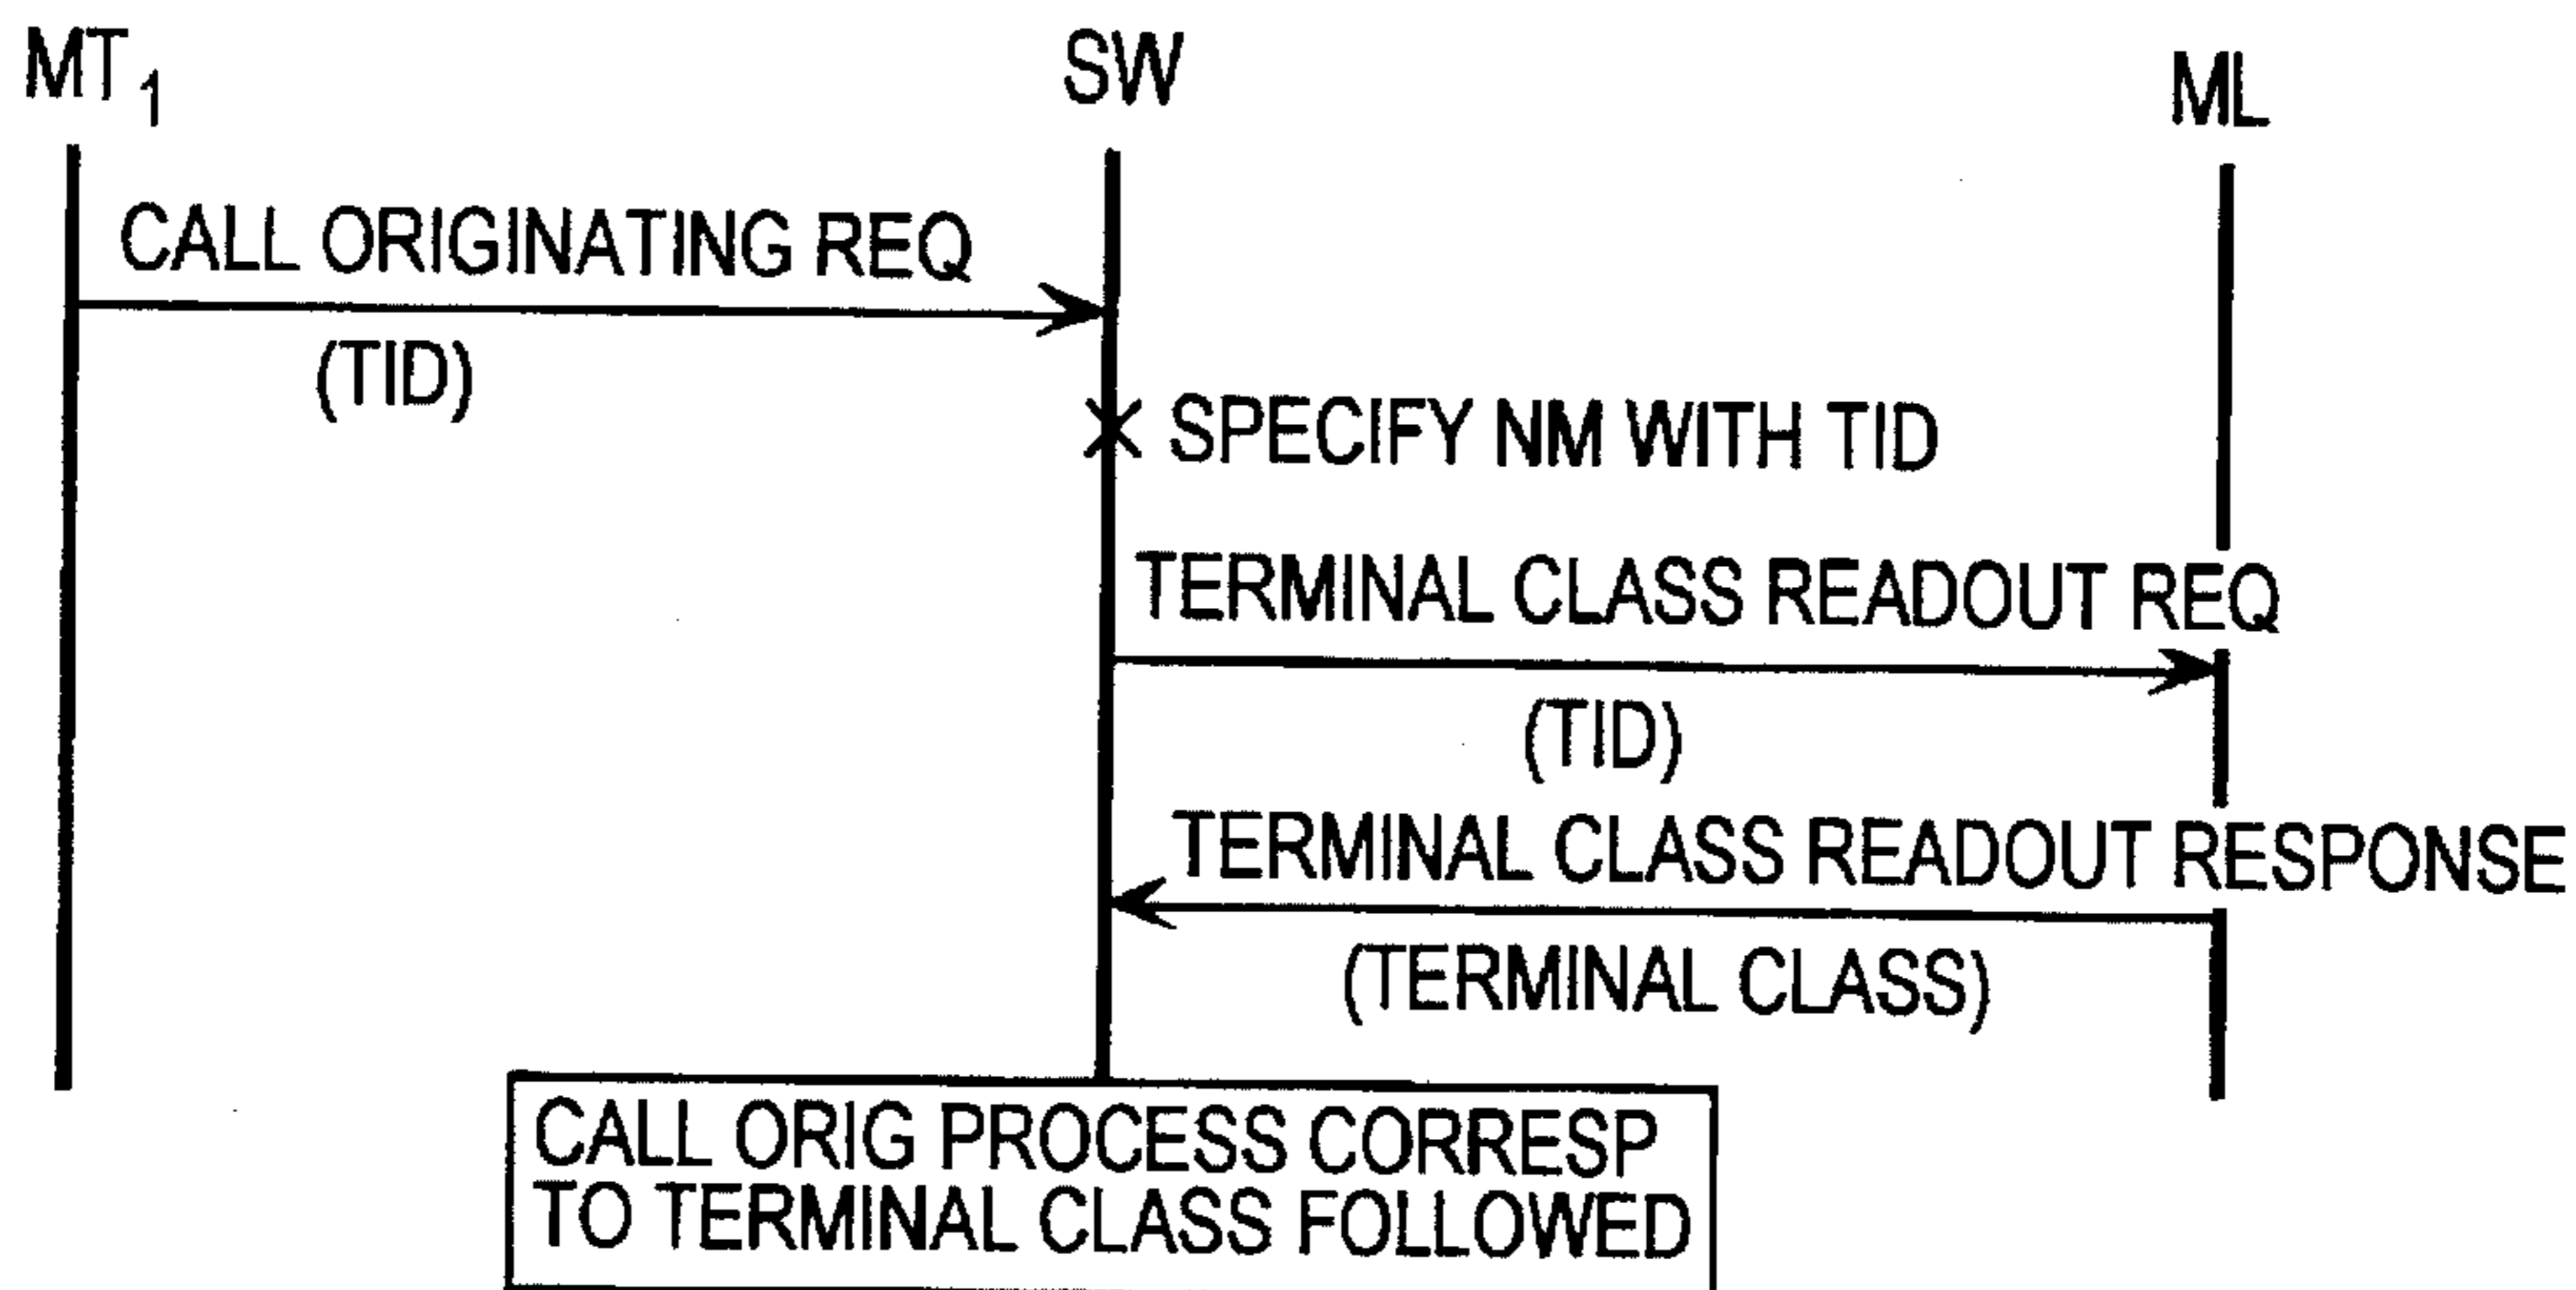 MT1
SW
ML
CALL ORIGINATING REQ
(TID)
SPECIFY NM WITH TID
TERMINAL CLASS READOUT REQ
(TID)
TERMINAL CLASS READOUT RESPONSE
(TERMINAL CLASS)
CALL ORIG PROCESS CORRESP
TO TERMINAL CLASS FOLLOWED